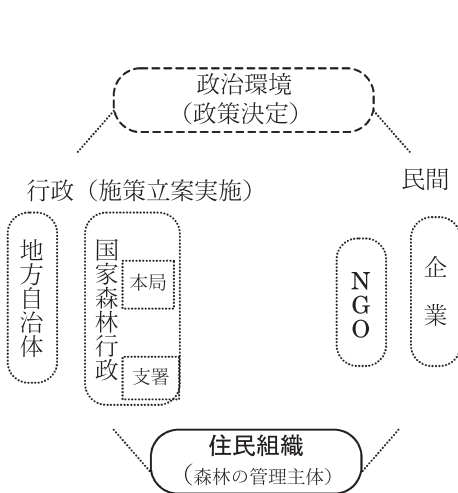 政治環境
（政策決定）
行政（施策立案実施）
民間
地方自治体
国家森林行政
本局
支署
NGO
企業
住民組織
（森林の管理主体）